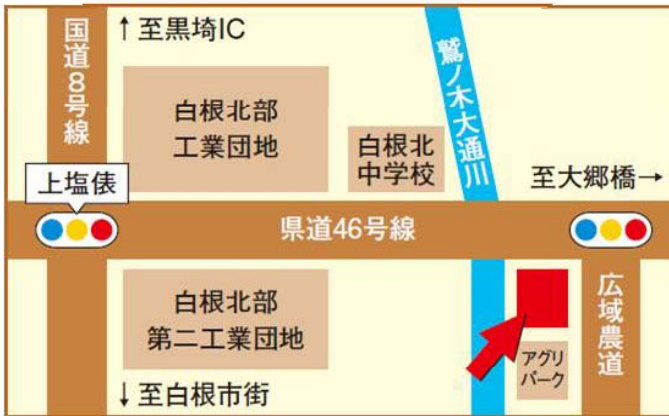 国道8号線
↑至黒埼IC
白根北部
工業団地
白根北
中学校
鷲ノ木大通川
上塩俵
至大郷橋→
県道46号線
白根北部
第二工業団地
アグリ
パーク
広域農道
↓至白根市街